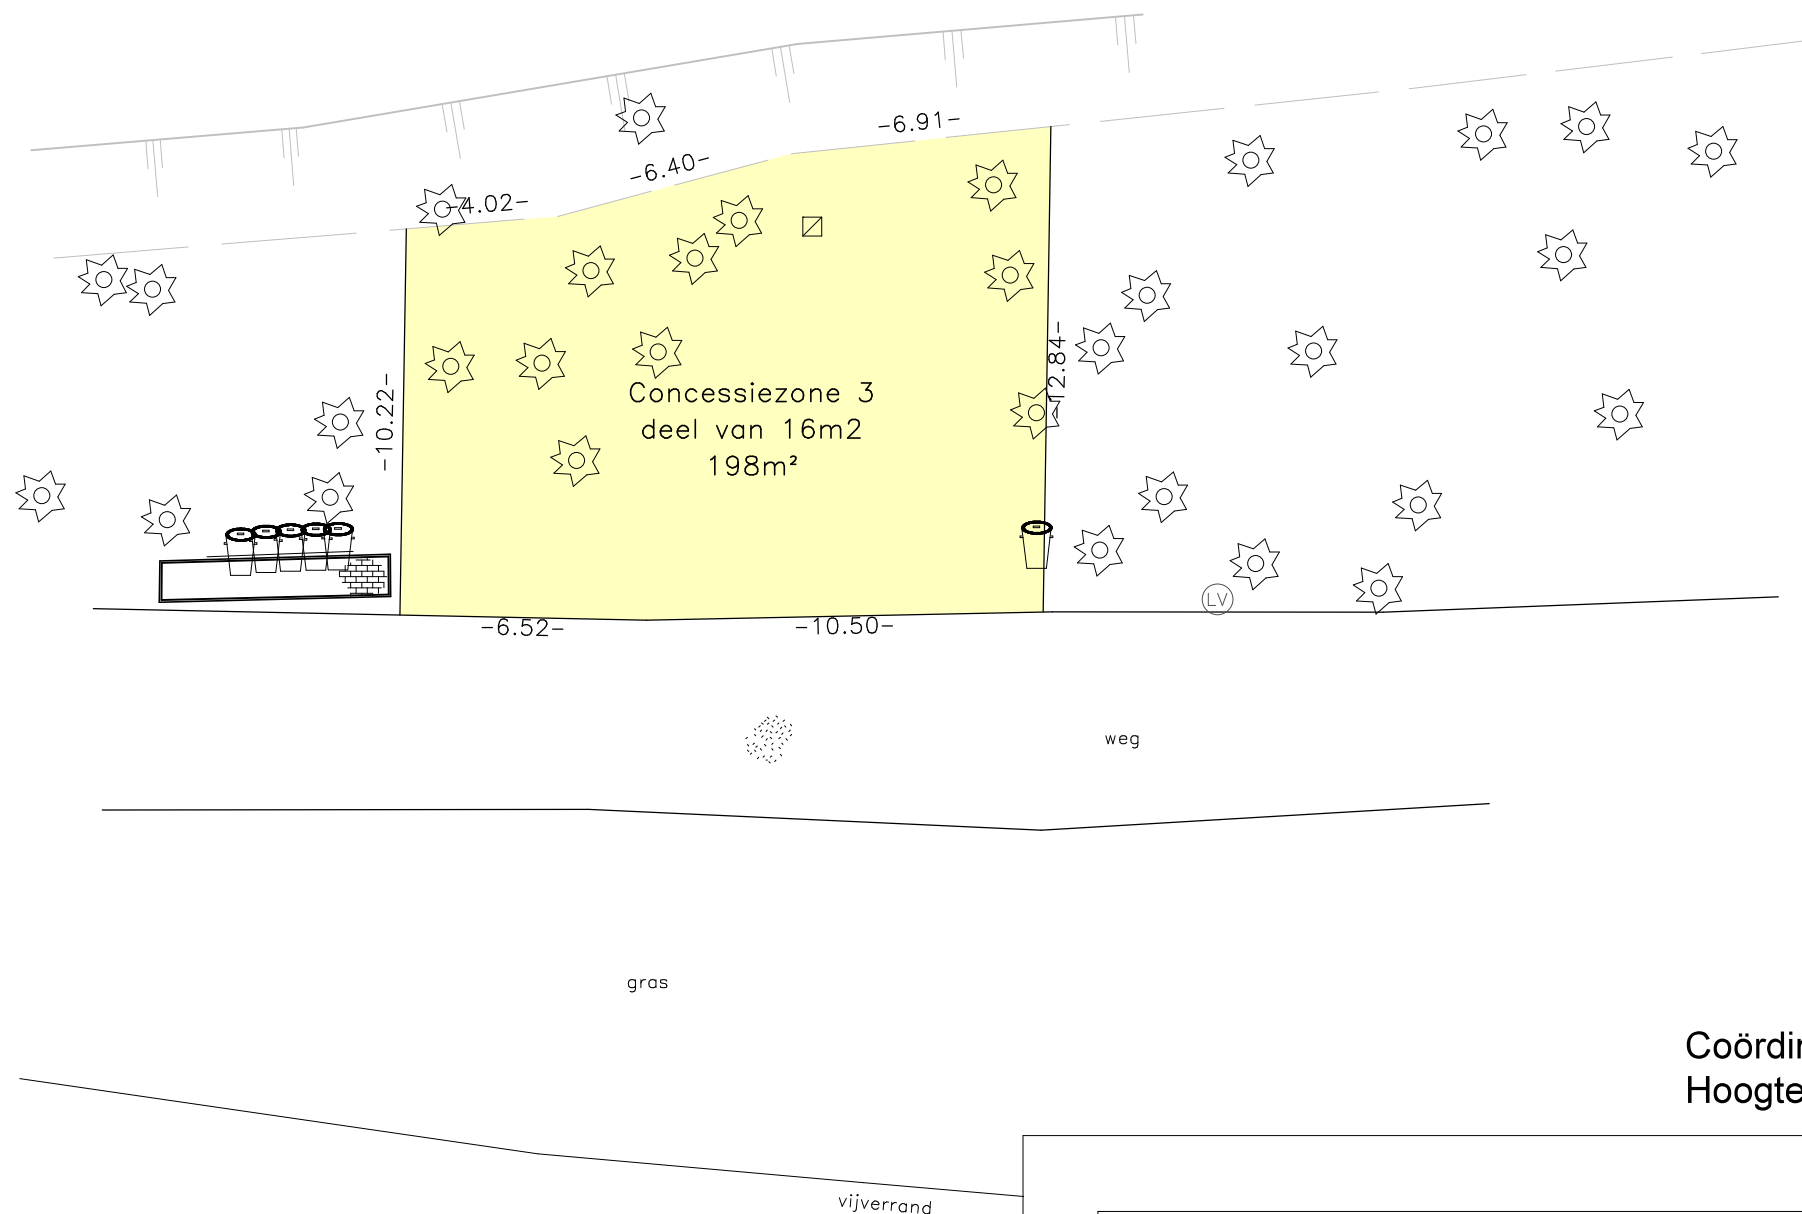 -6.91-
-6.40-
-4.02-
-12.84-
-10.22-
Concessiezone 3
deel van 16m2
198m²
LV
-6.52-
-10.50-
weg
gras
Hoogte
vijverrand